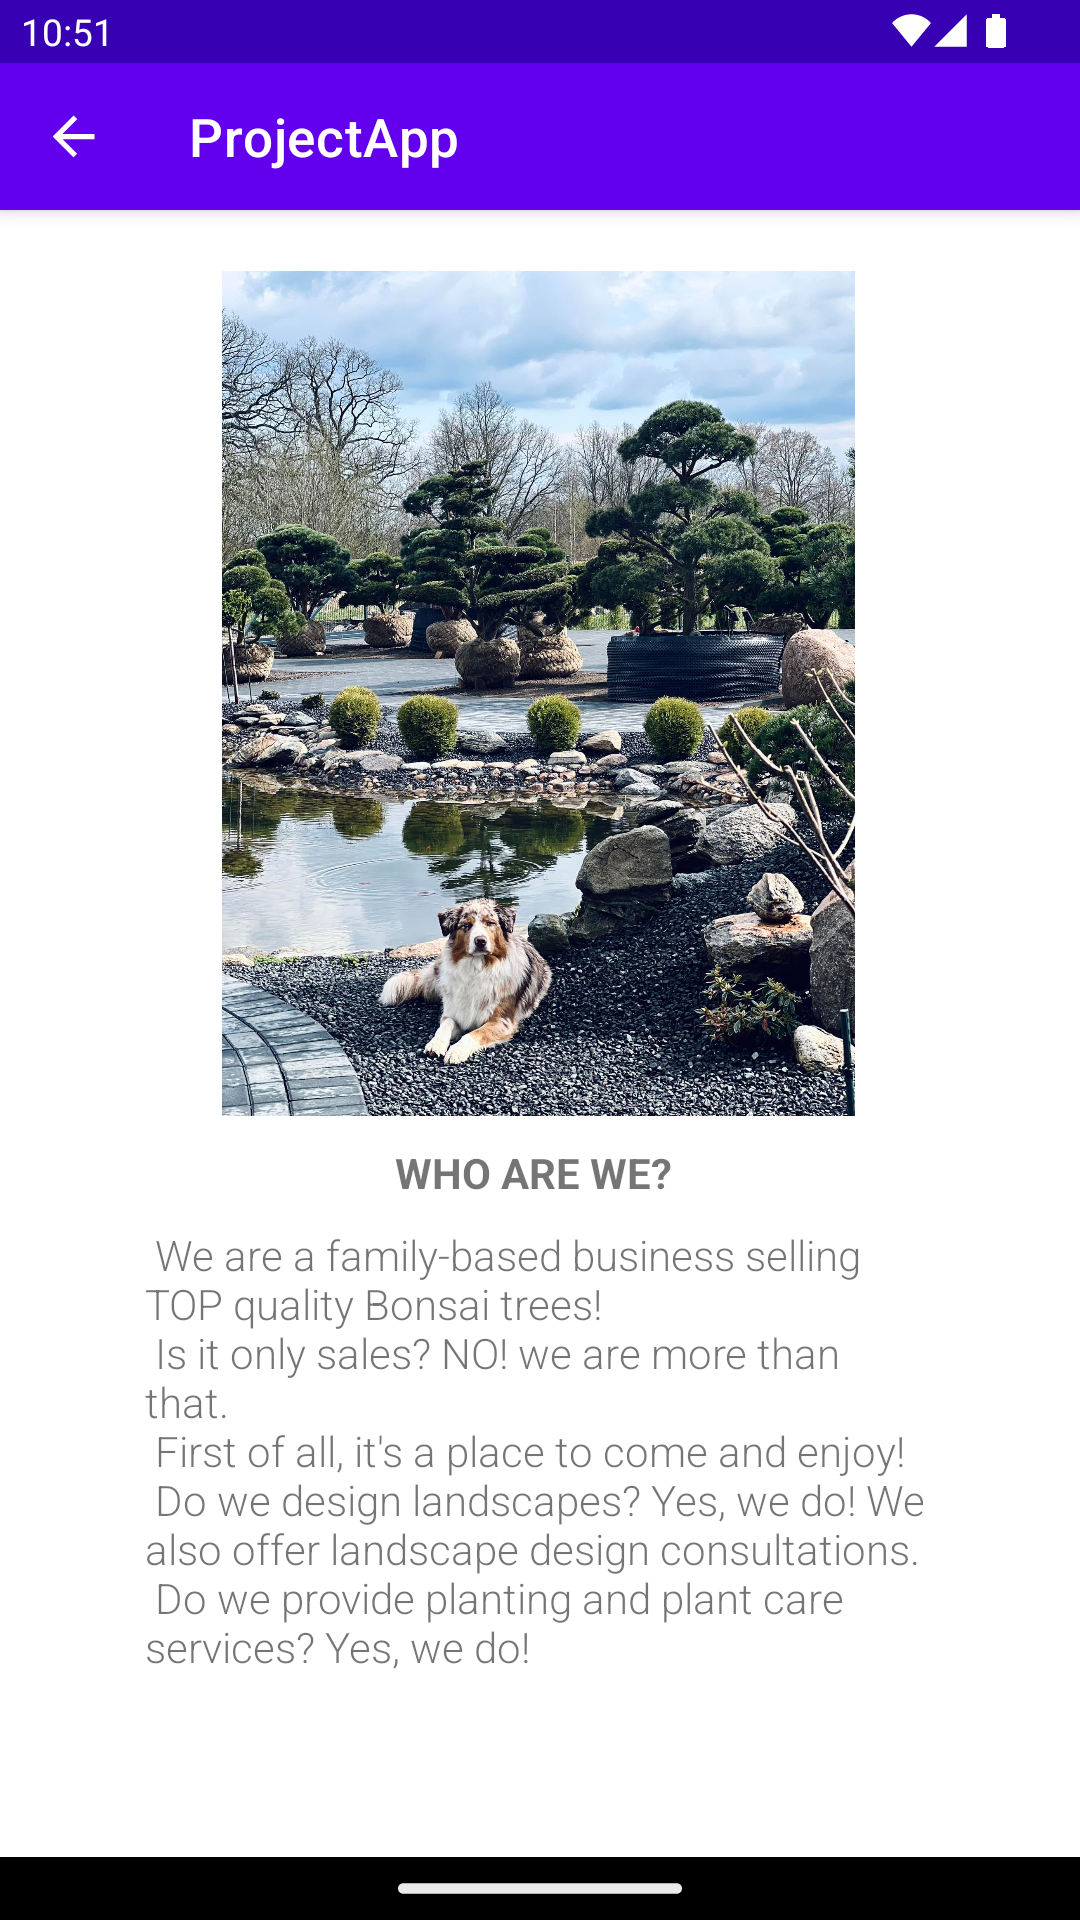 10:51
ProjectApp
WHO ARE WE?
We are a family-based business selling
TOP quality Bonsai trees!
Is it only sales? NO! we are more than
that.
First of all, it's a place to come and enjoy!
Do we design landscapes? Yes, we do! We
also offer landscape design consultations.
Do we provide planting and plant care
services? Yes, we do!